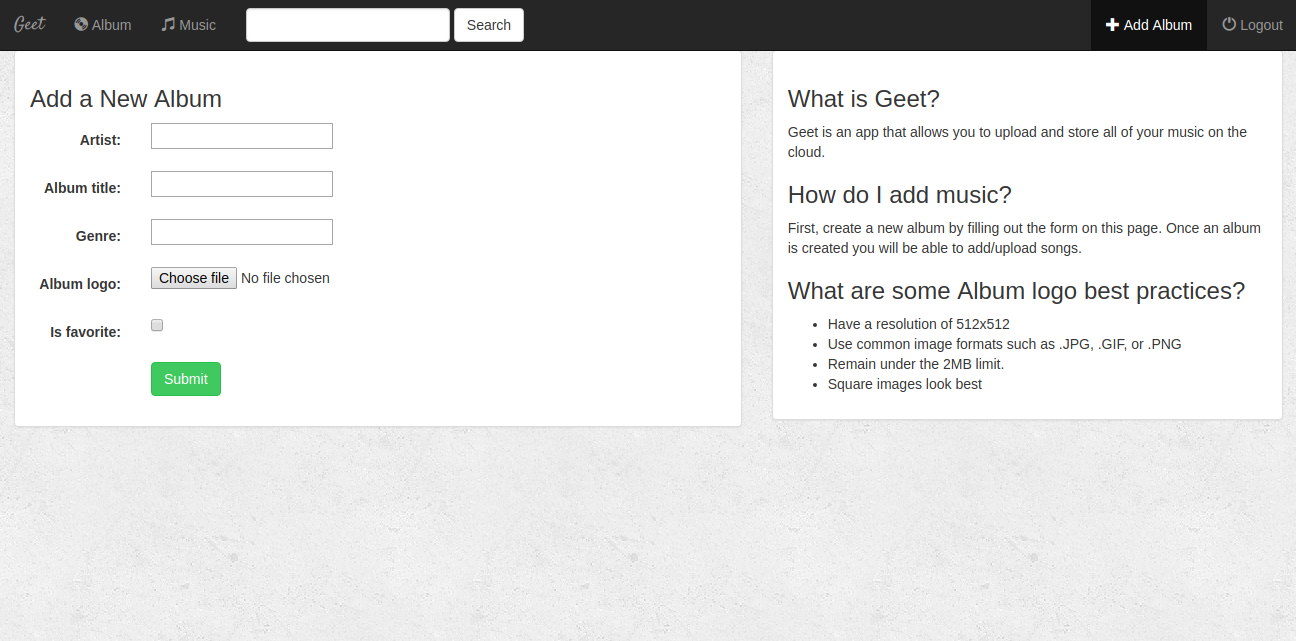 Geet Album Music Search Add Album Logout
Add a New Album
Artist:
Album title:
Genre:
Album logo: Choose file No file chosen
Is favorite:
Submit
What is Geet?
Geet is an app that allows you to upload and store all of your music on the
cloud.
How do I add music?
First, create a new album by filling out the form on this page. Once an album
is created you will be able to add/upload songs.
What are some Album logo best practices?
• Have a resolution of 512x512
• Use common image formats such as .JPG, .GIF, or .PNG
• Remain under the 2MB limit.
• Square images look best